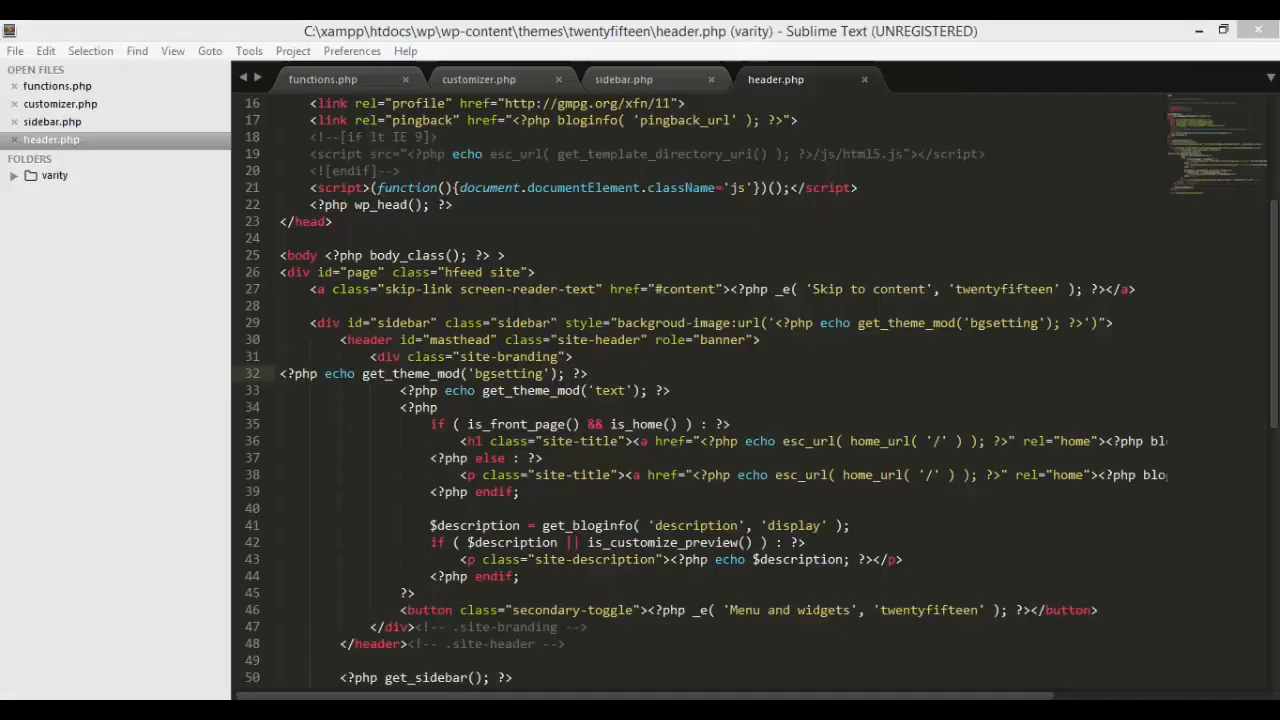 C:\xampp\htdocs\wp\wp-content\themes\twentyfifteen\header.php (varity) - Sublime Text (UNREGISTERED)
File Edit Selection Find View Goto Tools Project Preferences Help
OPEN FILES
functions.php
customizer.php
sidebar.php
header.php
FOLDERS
varity
functions.php customizer.php sidebar.php header.php
16 <link rel="profile" href="http://gmpg.org/xfn/11">
17 <link rel="pingback" href="<?php bloginfo( 'pingback_url' ); ?>">
18 <!--[if lt IE 9]>
19 <script src="<?php echo esc_url( get_template_directory_uri() ); ?>/js/html5.js"></script>
20 <![endif]-->
21 <script>(function(){document.documentElement.className='js'})();</script>
22 <?php wp_head(); ?>
23 </head>
24
25 <body <?php body_class(); ?> >
26 <div id="page" class="hfeed site">
27 <a class="skip-link screen-reader-text" href="#content"><?php _e( 'Skip to content', 'twentyfifteen' ); ?></a>
28
29 <div id="sidebar" class="sidebar" style="backgroud-image:url('<?php echo get_theme_mod('bgsetting'); ?>')">
30 <header id="masthead" class="site-header" role="banner">
31 <div class="site-branding">
32 <?php echo get_theme_mod('bgsetting'); ?>
33 <?php echo get_theme_mod('text'); ?>
34 <?php
35 if ( is_front_page() && is_home() ) : ?>
36 <h1 class="site-title"><a href="<?php echo esc_url( home_url( '/' ) ); ?>" rel="home"><?php bl
37 <?php else : ?>
38 <p class="site-title"><a href="<?php echo esc_url( home_url( '/' ) ); ?>" rel="home"><?php blo
39 <?php endif;
40
41 $description = get_bloginfo( 'description', 'display' );
42 if ( $description || is_customize_preview() ) : ?>
43 <p class="site-description"><?php echo $description; ?></p>
44 <?php endif;
45 ?>
46 <button class="secondary-toggle"><?php _e( 'Menu and widgets', 'twentyfifteen' ); ?></button>
47 </div><!-- .site-branding -->
48 </header><!-- .site-header -->
49
50 <?php get_sidebar(); ?>